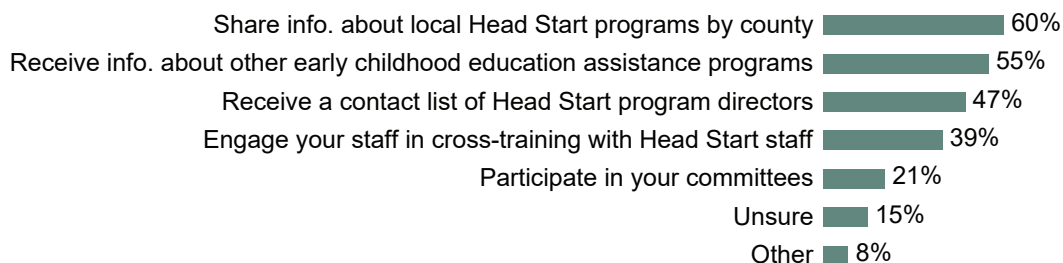 Share info. about local Head Start programs by county 60%
Receive info. about other early childhood education assistance programs 55%
Receive a contact list of Head Start program directors 47%
Engage your staff in cross-training with Head Start staff 39%
Participate in your committees 21%
Unsure 15%
Other 8%